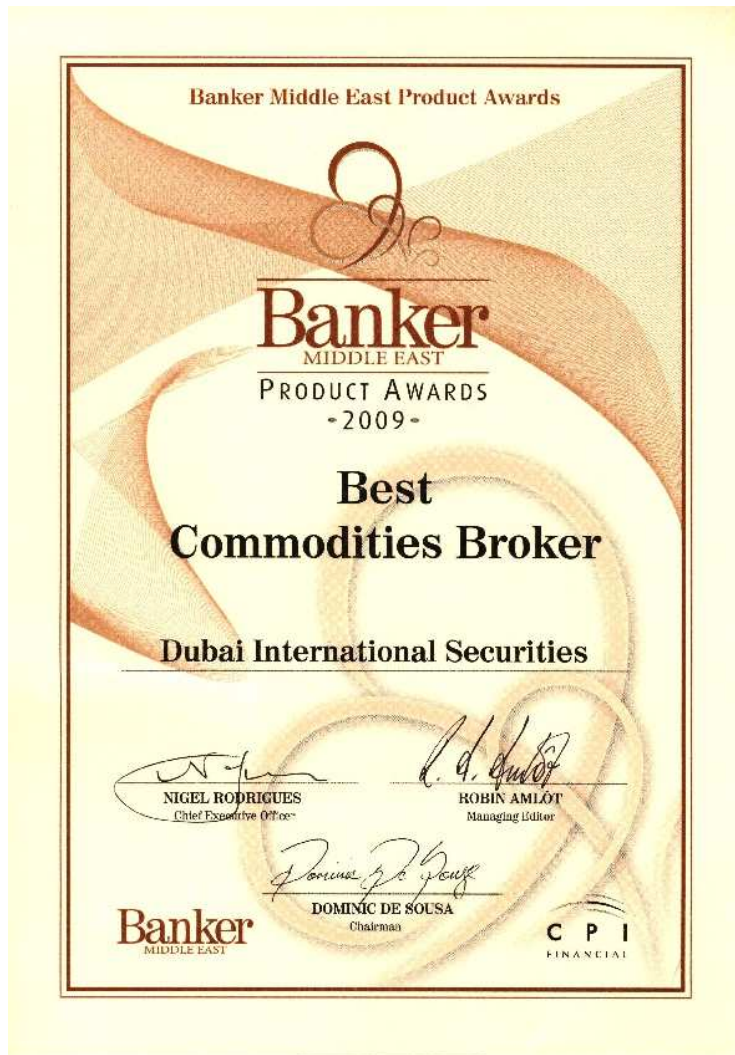 Banker Middle East Product Awards
Banker
MIDDLE EAST
PRODUCT AWARDS
-2009-
Best
Commodities Broker
Dubai International Securities
NIGEL RODRIGUES
Chief Executive Officer
ROBIN AMLÔT
Managing Editor
DOMINIC DE SOUSA
Chairman
Banker
MIDDLE EAST
CPI
FINANCIAL